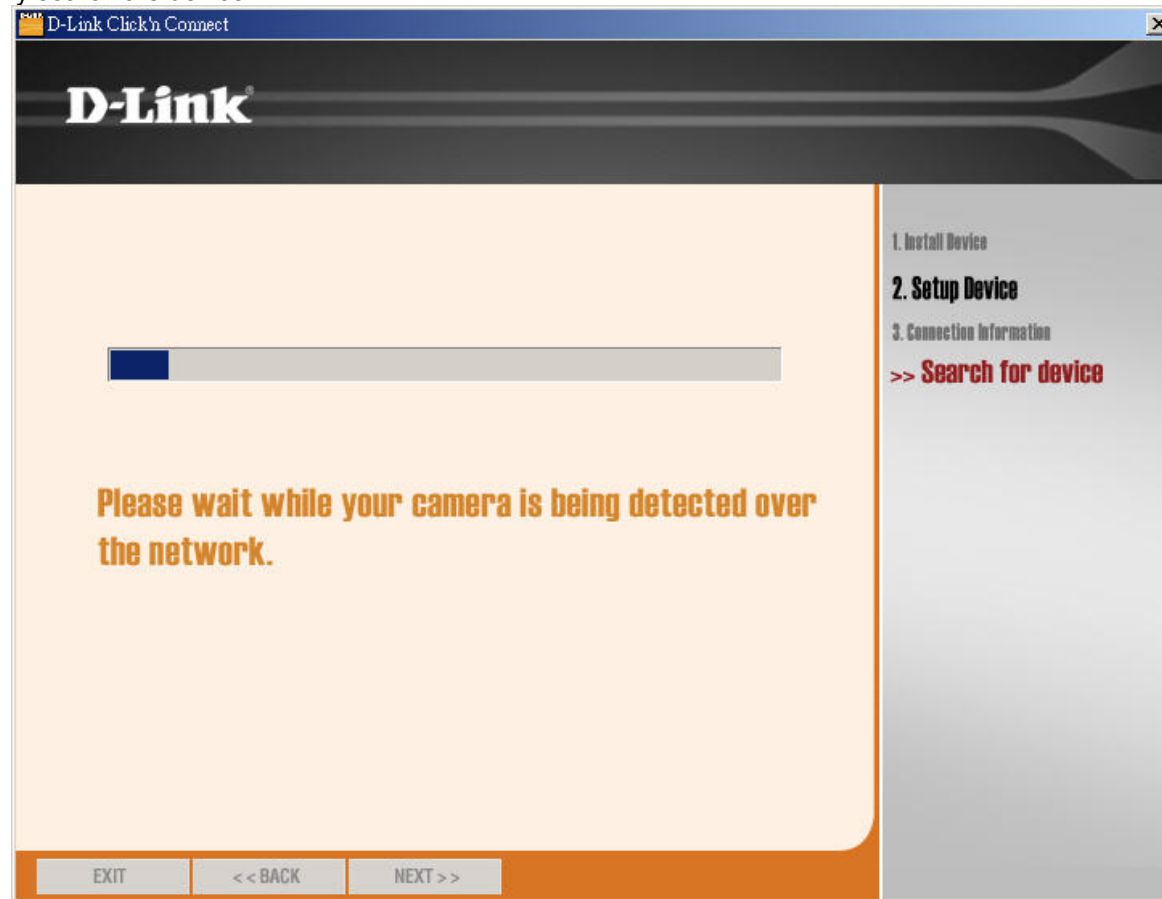 D-Link Click'n Connect
D-Link®
1. Install Device
2. Setup Device
3. Connection Information
>> Search for device
Please wait while your camera is being detected over
the network.
EXIT
<< BACK
NEXT >>